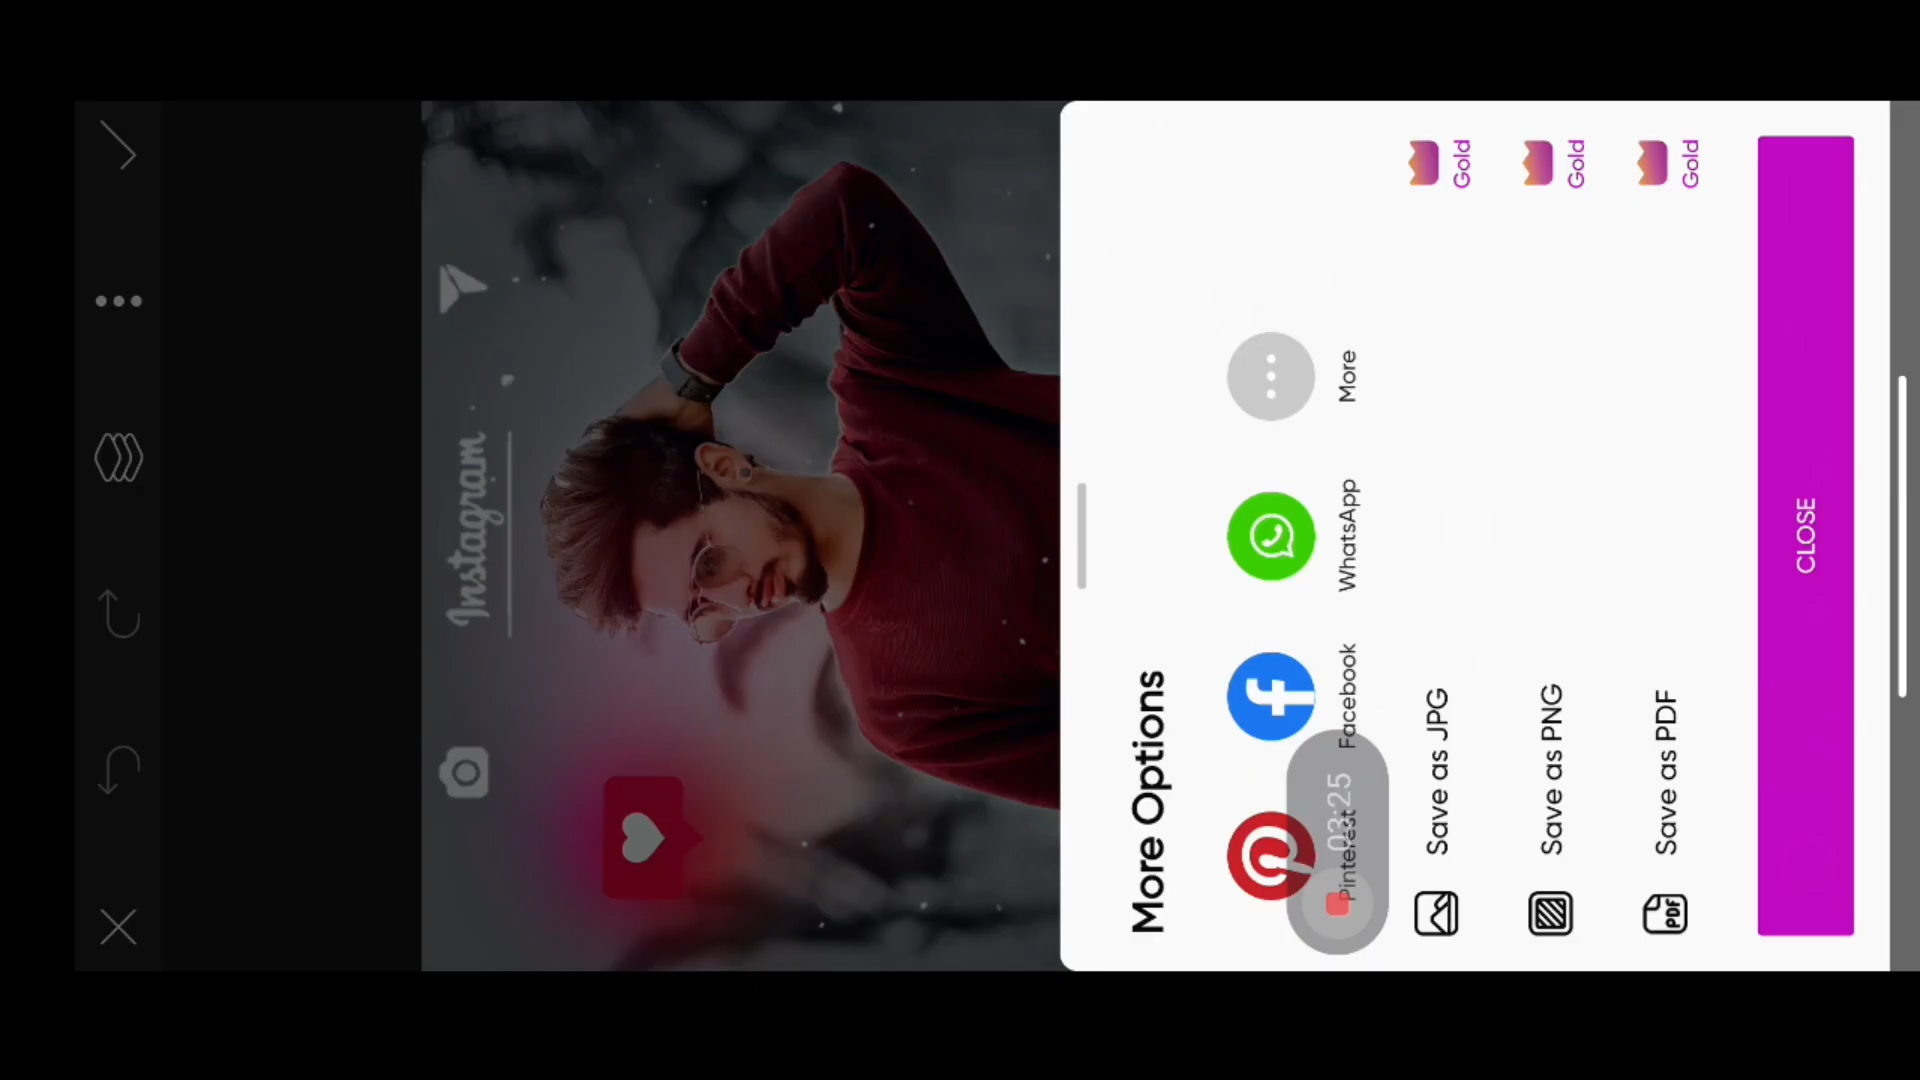 Instagram
More Options
Pinterest
Facebook
WhatsApp
More
03:25
Save as JPG
Gold
Save as PNG
Gold
PDF
Save as PDF
Gold
CLOSE